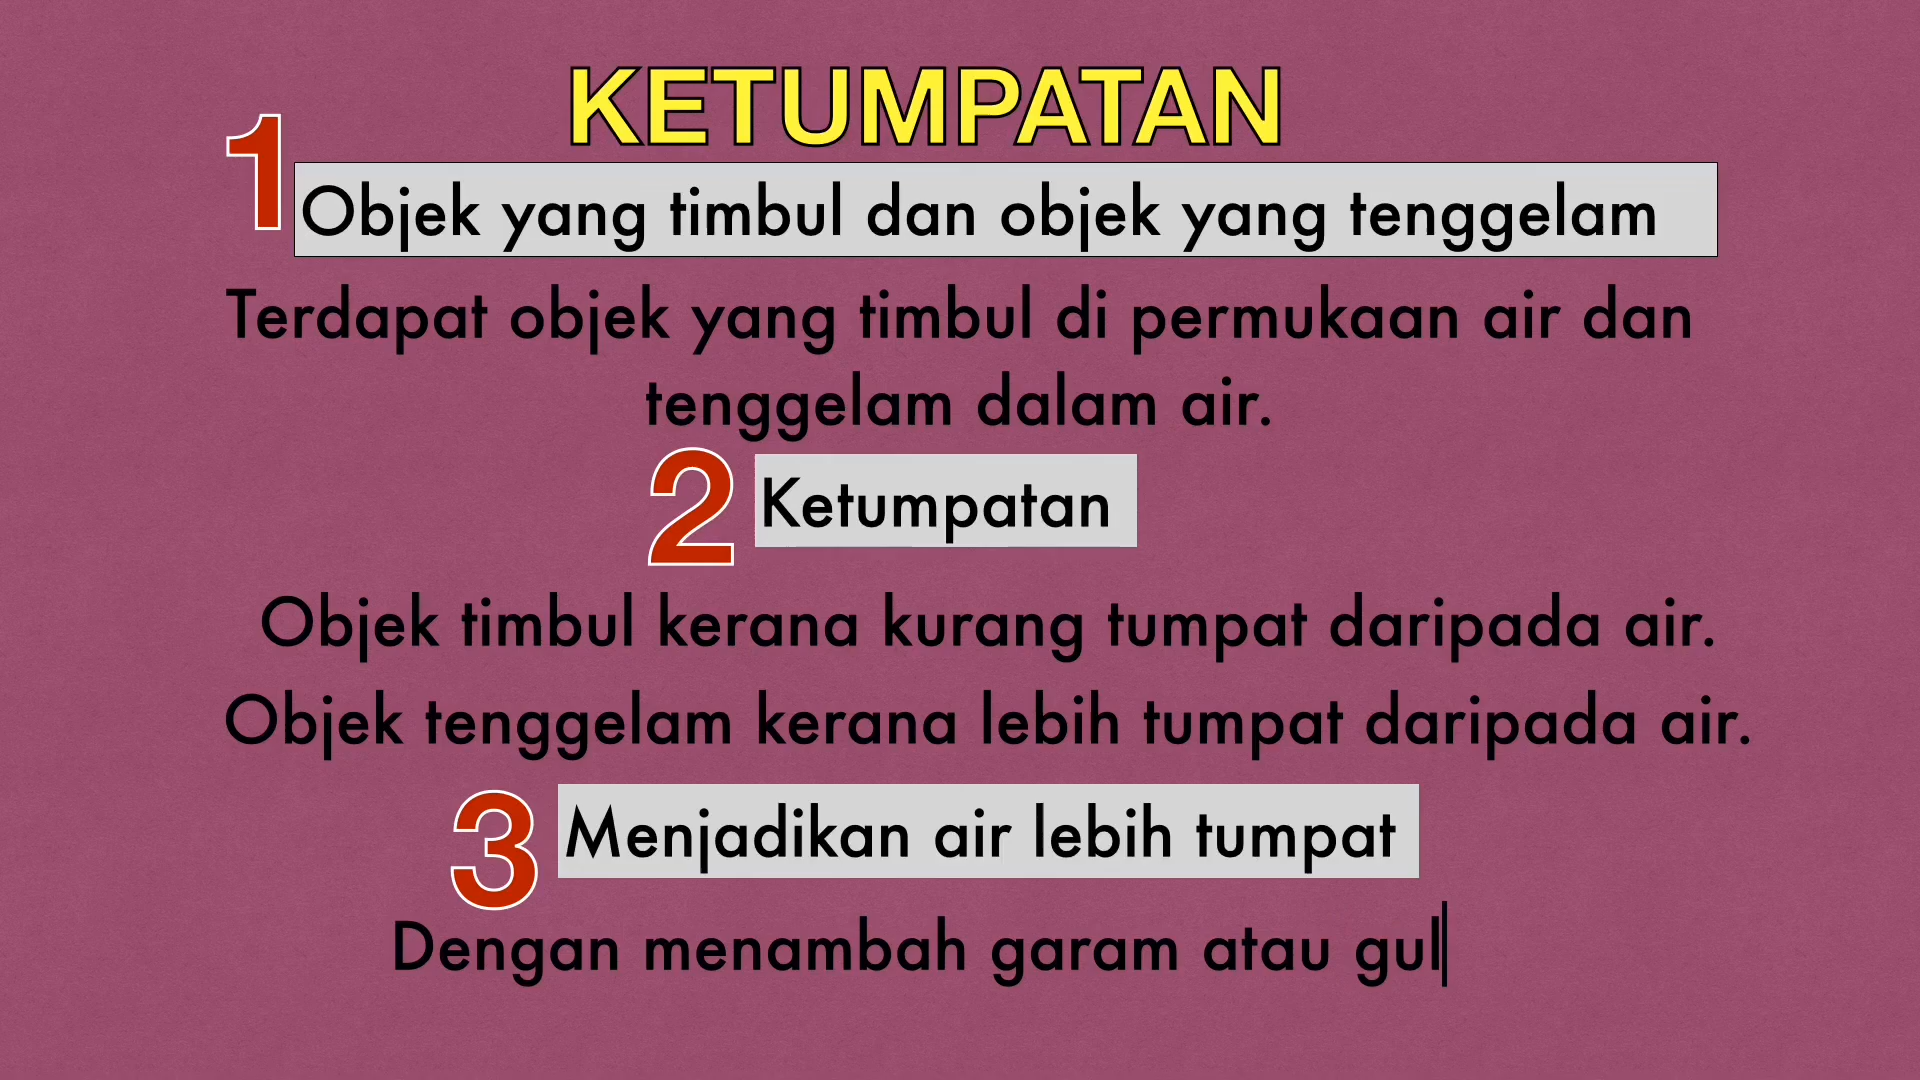 KETUMPATAN
1 Objek yang timbul dan objek yang tenggelam
Terdapat objek yang timbul di permukaan air dan
tenggelam dalam air.
2 Ketumpatan
Objek timbul kerana kurang tumpat daripada air.
Objek tenggelam kerana lebih tumpat daripada air.
3 Menjadikan air lebih tumpat
Dengan menambah garam atau gul